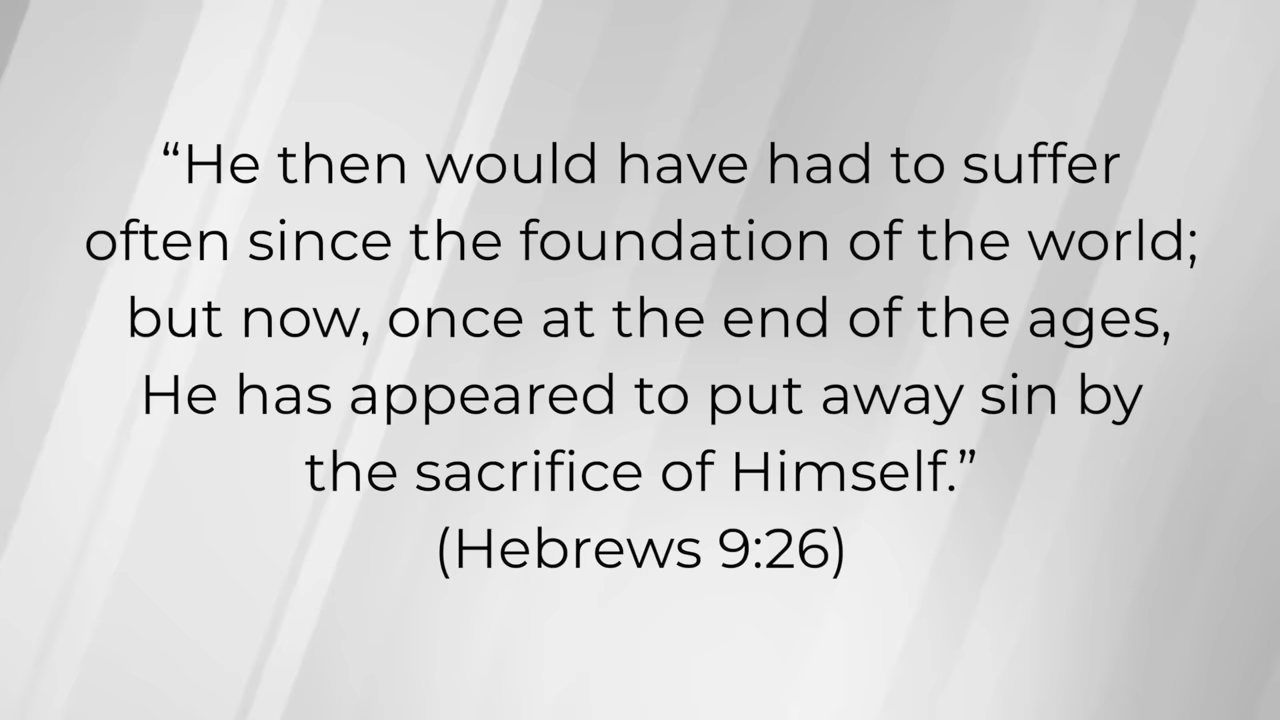 “He then would have had to suffer
often since the foundation of the world;
but now, once at the end of the ages,
He has appeared to put away sin by
the sacrifice of Himself.”
(Hebrews 9:26)